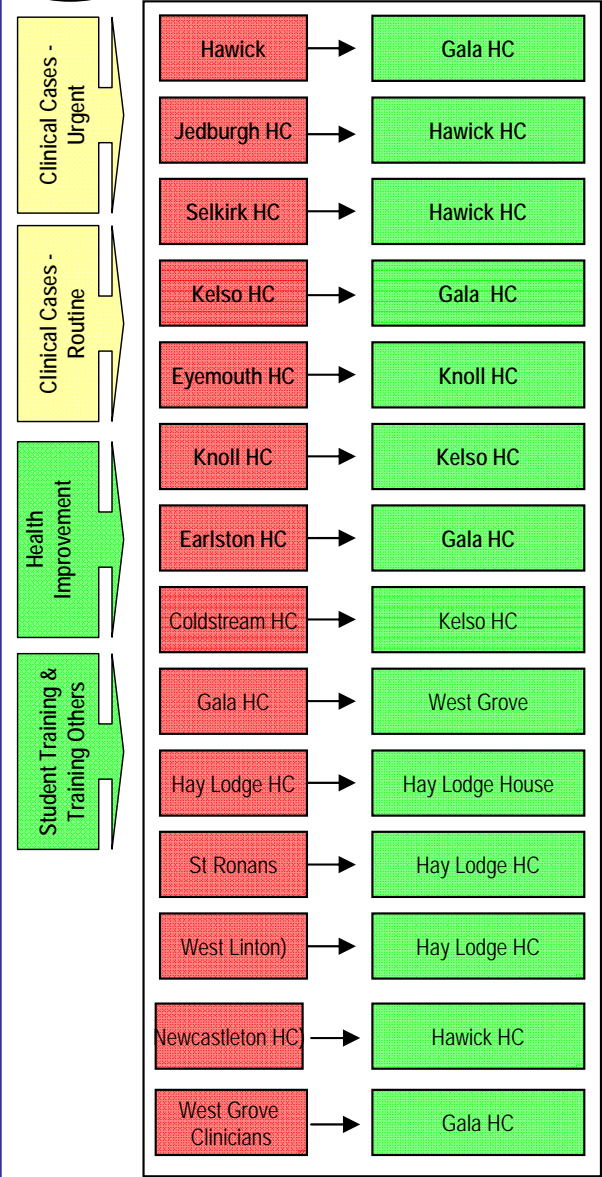 Clinical Cases -
Urgent
Clinical Cases -
Routine
Health
Improvement
Student Training &
Training Others
Hawick
Gala HC
Jedburgh HC
Hawick HC
Selkirk HC
Hawick HC
Kelso HC
Gala HC
Eyemouth HC
Knoll HC
Knoll HC
Kelso HC
Earlston HC
Gala HC
Coldstream HC
Kelso HC
Gala HC
West Grove
Hay Lodge HC
Hay Lodge House
St Ronans
Hay Lodge HC
West Linton)
Hay Lodge HC
Newcastleton HC)
Hawick HC
West Grove
Clinicians
Gala HC